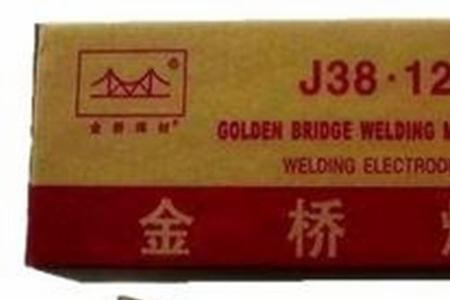 J38·12
金桥焊材®
GOLDEN BRIDGE WELDING M
WELDING ELECTROD
金桥